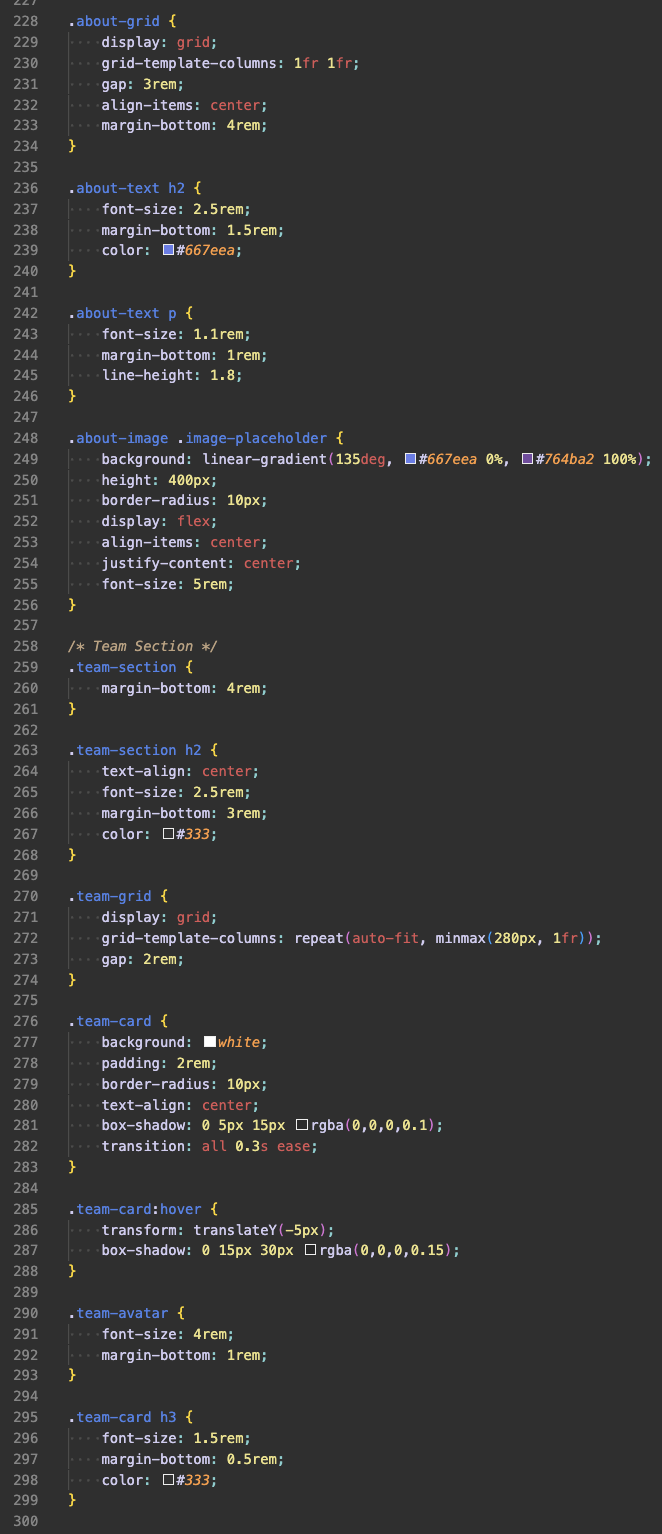 227
228 .about-grid {
229 ····display: grid;
230 ····grid-template-columns: 1fr 1fr;
231 ····gap: 3rem;
232 ····align-items: center;
233 ····margin-bottom: 4rem;
234 }
235
236 .about-text h2 {
237 ····font-size: 2.5rem;
238 ····margin-bottom: 1.5rem;
239 ····color: #667eea;
240 }
241
242 .about-text p {
243 ····font-size: 1.1rem;
244 ····margin-bottom: 1rem;
245 ····line-height: 1.8;
246 }
247
248 .about-image .image-placeholder {
249 ····background: linear-gradient(135deg, #667eea 0%, #764ba2 100%);
250 ····height: 400px;
251 ····border-radius: 10px;
252 ····display: flex;
253 ····align-items: center;
254 ····justify-content: center;
255 ····font-size: 5rem;
256 }
257
258 /* Team Section */
259 .team-section {
260 ····margin-bottom: 4rem;
261 }
262
263 .team-section h2 {
264 ····text-align: center;
265 ····font-size: 2.5rem;
266 ····margin-bottom: 3rem;
267 ····color: #333;
268 }
269
270 .team-grid {
271 ····display: grid;
272 ····grid-template-columns: repeat(auto-fit, minmax(280px, 1fr));
273 ····gap: 2rem;
274 }
275
276 .team-card {
277 ····background: white;
278 ····padding: 2rem;
279 ····border-radius: 10px;
280 ····text-align: center;
281 ····box-shadow: 0 5px 15px rgba(0,0,0,0.1);
282 ····transition: all 0.3s ease;
283 }
284
285 .team-card:hover {
286 ····transform: translateY(-5px);
287 ····box-shadow: 0 15px 30px rgba(0,0,0,0.15);
288 }
289
290 .team-avatar {
291 ····font-size: 4rem;
292 ····margin-bottom: 1rem;
293 }
294
295 .team-card h3 {
296 ····font-size: 1.5rem;
297 ····margin-bottom: 0.5rem;
298 ····color: #333;
299 }
300